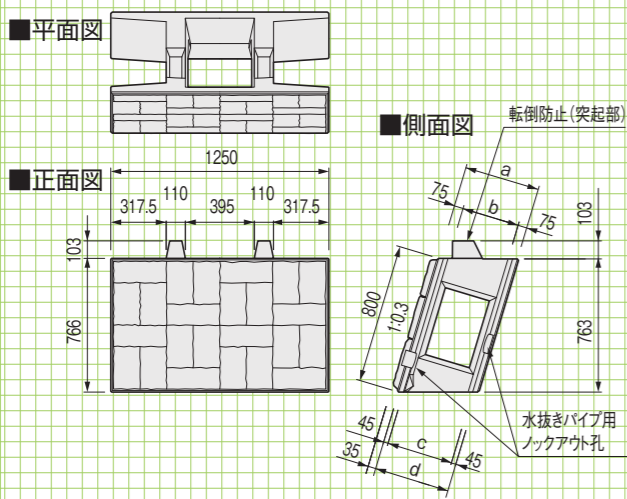 ■平面図
■正面図
1250
317.5
110
395
110
317.5
103
766
■側面図
転倒防止（突起部）
a
75
b
75
103
800
1:0.3
763
45
c
45
35
d
水抜きパイプ用
ノックアウト孔